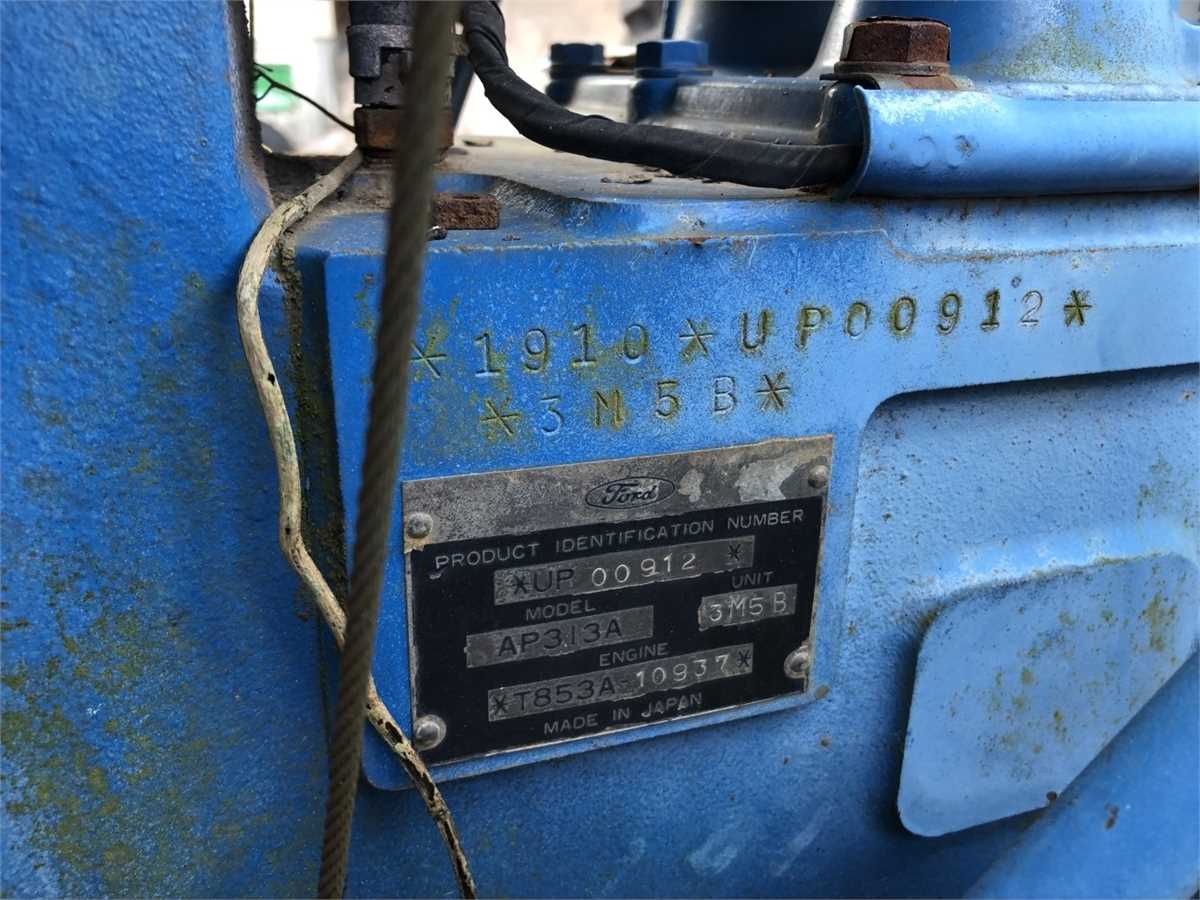 *1910*UP00912*
*3M5B*
Ford
PRODUCT IDENTIFICATION NUMBER
*UP 00912 *
MODEL UNIT
AP313A 3M5B
ENGINE
*T853A-10937*
MADE IN JAPAN